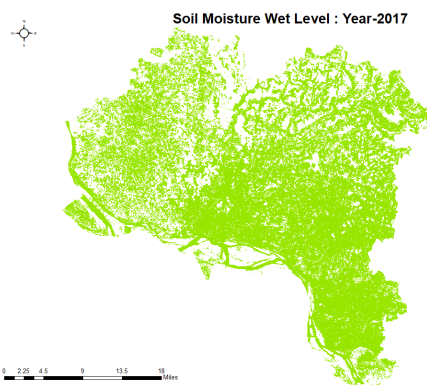 Soil Moisture Wet Level : Year-2017
N
W E
S
0 2.25 4.5 9 13.5 18
Miles